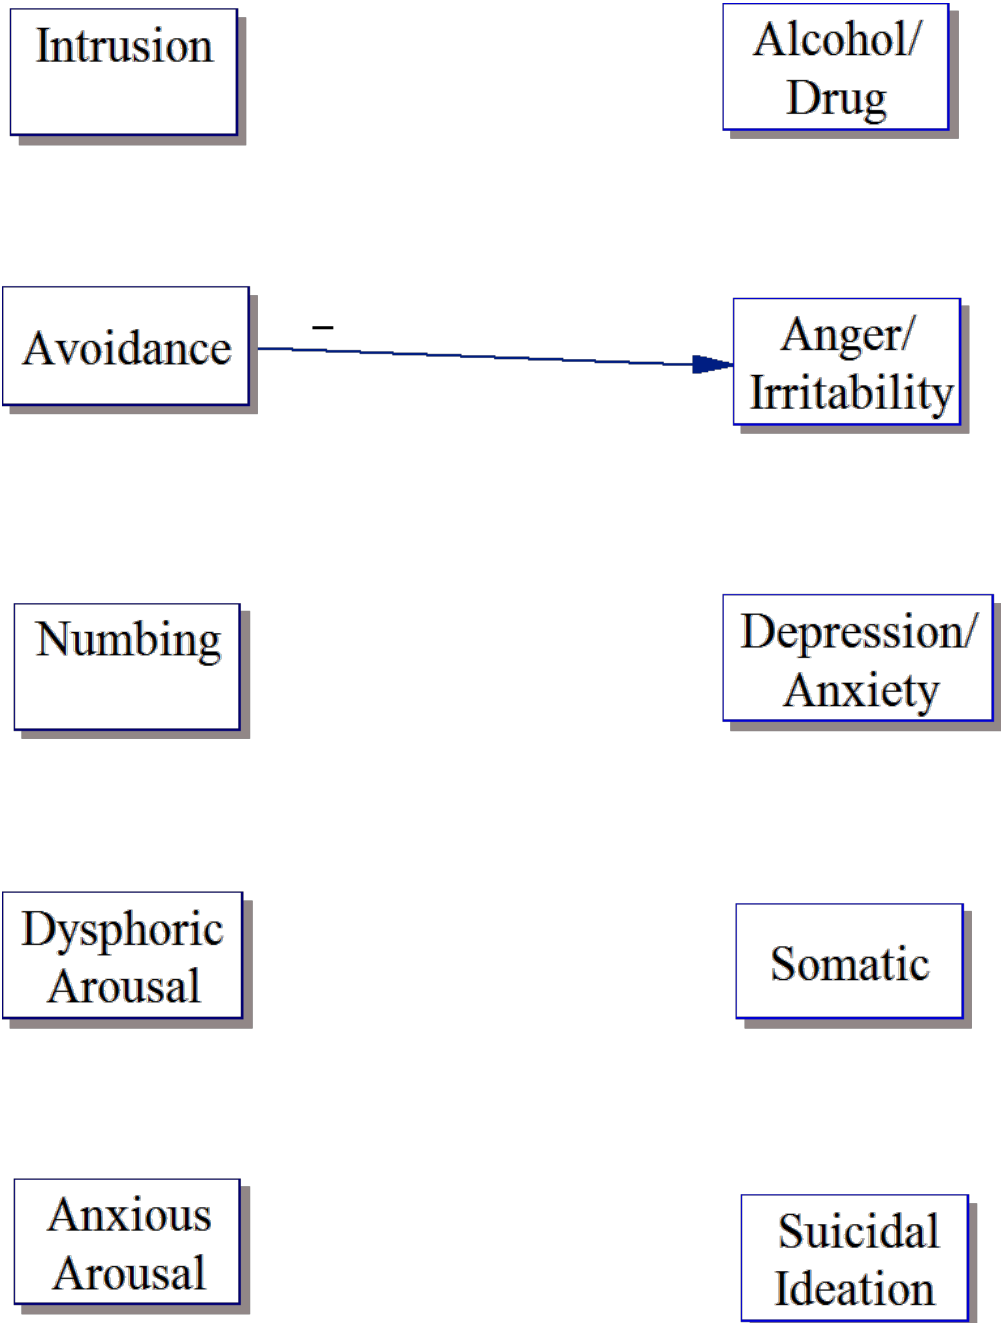 Intrusion
Alcohol/
Drug
Avoidance
–
Anger/
Irritability
Numbing
Depression/
Anxiety
Dysphoric
Arousal
Somatic
Anxious
Arousal
Suicidal
Ideation